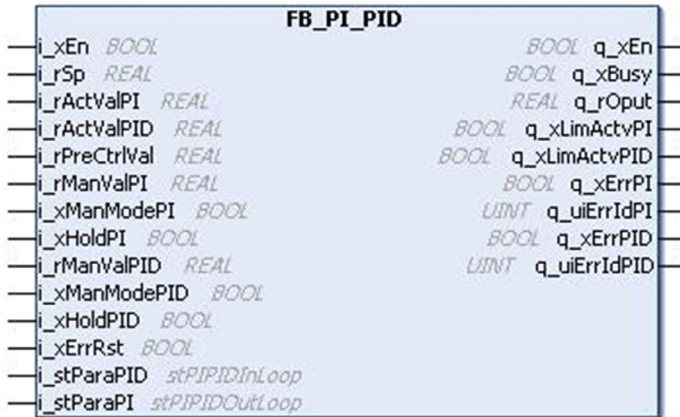 FB_PI_PID
i_xEn BOOL BOOL q_xEn
i_rSp REAL BOOL q_xBusy
i_rActValPI REAL REAL q_rOput
i_rActValPID REAL BOOL q_xLimActvPI
i_rPreCtrlVal REAL BOOL q_xLimActvPID
i_rManValPI REAL BOOL q_xErrPI
i_xManModePI BOOL UINT q_uiErrIdPI
i_xHoldPI BOOL BOOL q_xErrPID
i_rManValPID REAL UINT q_uiErrIdPID
i_xManModePID BOOL
i_xHoldPID BOOL
i_xErrRst BOOL
i_stParaPID stPIPIDInLoop
i_stParaPI stPIPIDOutLoop